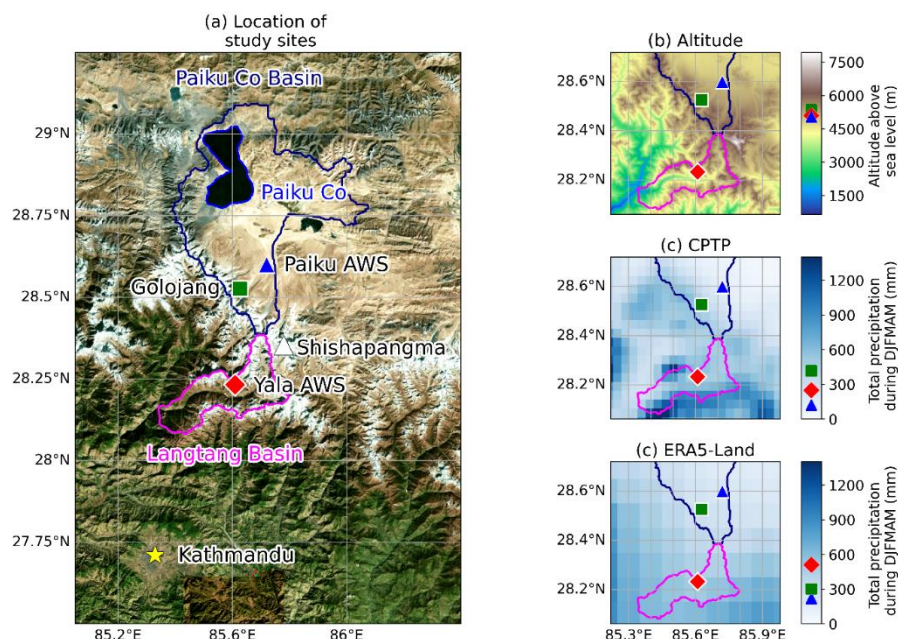 (a) Location of
study sites
Paiku Co Basin
Paiku Co
Paiku AWS
Golojang
Shishapangma
Yala AWS
Langtang Basin
Kathmandu
29°N
28.75°N
28.5°N
28.25°N
28°N
27.75°N
85.2°E
85.6°E
86°E
(b) Altitude
28.6°N
28.4°N
28.2°N
7500
6000
4500
3000
1500
Altitude above
sea level (m)
(c) CPTP
28.6°N
28.4°N
28.2°N
1200
900
600
300
0
Total precipitation
during DJFMAM (mm)
(c) ERA5-Land
28.6°N
28.4°N
28.2°N
85.3°E
85.6°E
85.9°E
1200
900
600
300
0
Total precipitation
during DJFMAM (mm)